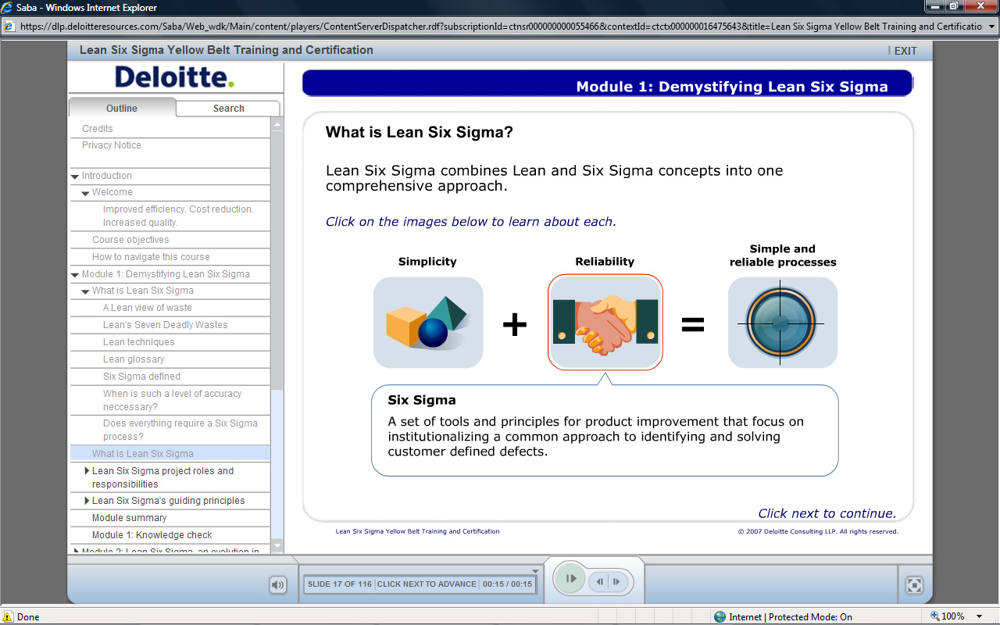 Saba - Windows Internet Explorer
https://dlp.deloitteresources.com/Saba/Web_wdk/Main/content/players/ContentServerDispatcher.rdf?subscriptionId=ctnsr000000000055466&contextId=ctctx000000016475643&title=Lean Six Sigma Yellow Belt Training and Certificatio
Lean Six Sigma Yellow Belt Training and Certification
EXIT
Deloitte.
Outline
Search
Credits
Privacy Notice
Introduction
Welcome
Improved efficiency. Cost reduction.
Increased quality.
Course objectives
How to navigate this course
Module 1: Demystifying Lean Six Sigma
What is Lean Six Sigma
A Lean view of waste
Lean's Seven Deadly Wastes
Lean techniques
Lean glossary
Six Sigma defined
When is such a level of accuracy
neccessary?
Does everything require a Six Sigma
process?
What is Lean Six Sigma
Lean Six Sigma project roles and
responsibilities
Lean Six Sigma's guiding principles
Module summary
Module 1: Knowledge check
Module 2: Lean Six Sigma, an evolution in
Module 1: Demystifying Lean Six Sigma
What is Lean Six Sigma?
Lean Six Sigma combines Lean and Six Sigma concepts into one
comprehensive approach.
Click on the images below to learn about each.
Simplicity
Reliability
Simple and
reliable processes
+
=
Six Sigma
A set of tools and principles for product improvement that focus on
institutionalizing a common approach to identifying and solving
customer defined defects.
Click next to continue.
Lean Six Sigma Yellow Belt Training and Certification
© 2007 Deloitte Consulting LLP. All rights reserved.
SLIDE 17 OF 116 | CLICK NEXT TO ADVANCE | 00:15 / 00:15
Done
Internet | Protected Mode: On
100%